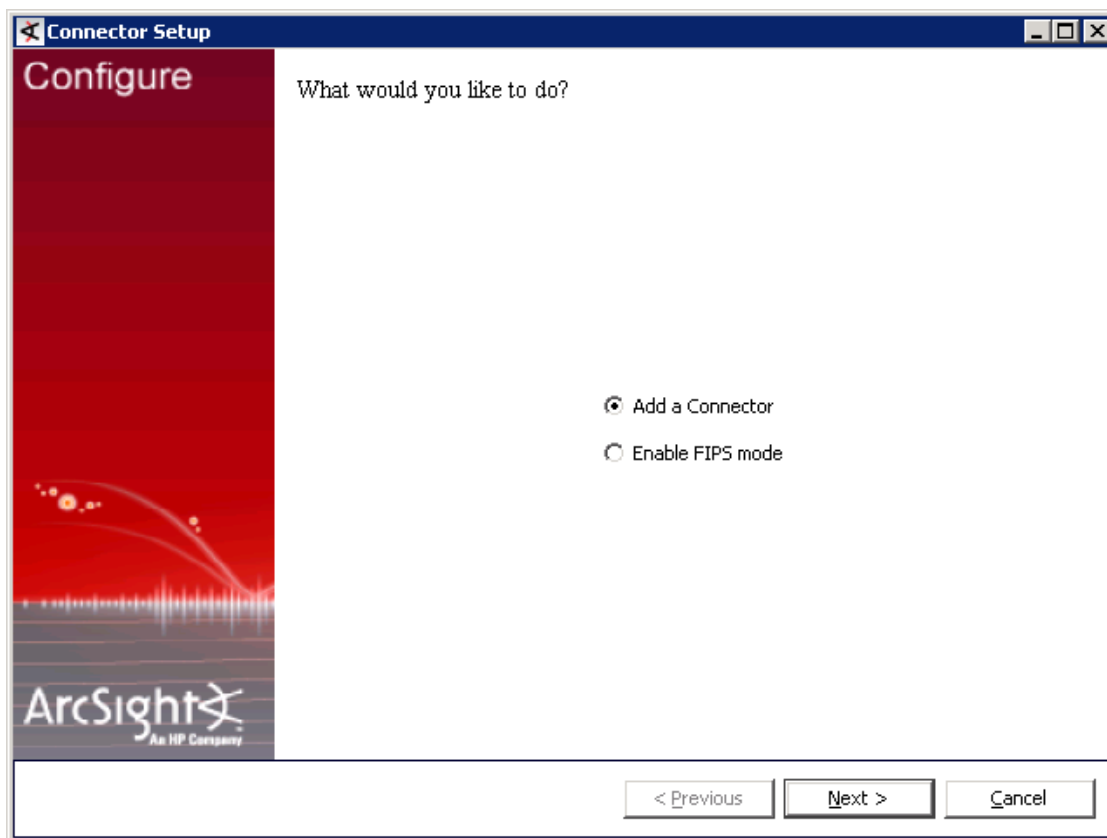 Connector Setup
Configure
What would you like to do?
Add a Connector
Enable FIPS mode
ArcSight
An HP Company
< Previous
Next >
Cancel